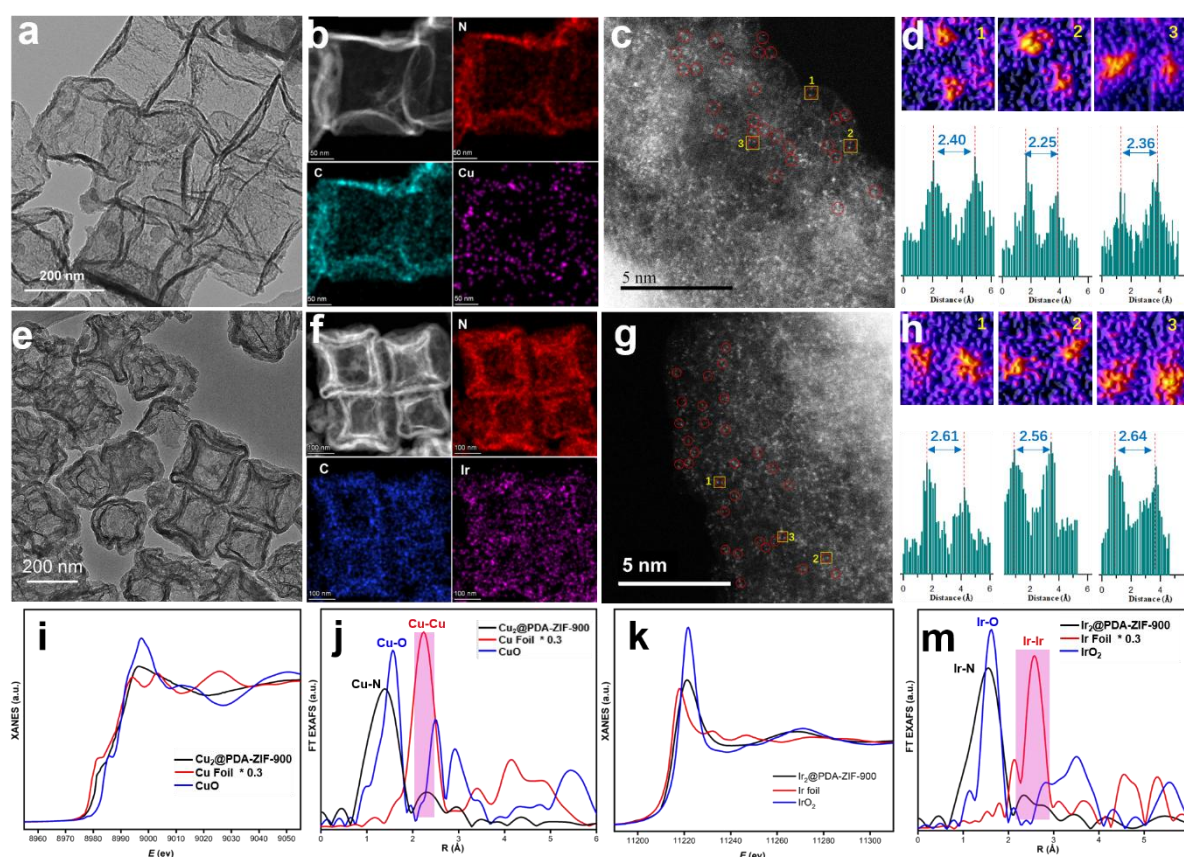 a
200 nm
b
N
50 nm
50 nm
C
Cu
50 nm
50 nm
c
1
2
3
5 nm
d
1
2
3
2.40
2.25
2.36
0 2 4 6
0 2 4 6
0 2 4
Distance (Å)
Distance (Å)
Distance (Å)
e
200 nm
f
N
100 nm
100 nm
C
Ir
100 nm
100 nm
g
1
3
2
5 nm
h
1
2
3
2.61
2.56
2.64
0 2 4 6
0 2 4 6
0 2 4
Distance (Å)
Distance (Å)
Distance (Å)
i
XANES (a.u.)
Cu2@PDA-ZIF-900
Cu Foil * 0.3
CuO
8960 8970 8980 8990 9000 9010 9020 9030 9040 9050
E (ev)
j
FT EXAFS (a.u.)
Cu-Cu
Cu-O
Cu-N
Cu2@PDA-ZIF-900
Cu Foil * 0.3
CuO
0 1 2 3 4 5 6
R (Å)
k
XANES (a.u.)
Ir2@PDA-ZIF-900
Ir foil
IrO2
11200 11220 11240 11260 11280 11300
E (ev)
m
FT EXAFS (a.u.)
Ir-O
Ir-Ir
Ir-N
Ir2@PDA-ZIF-900
Ir Foil * 0.3
IrO2
0 1 2 3 4 5
R (Å)